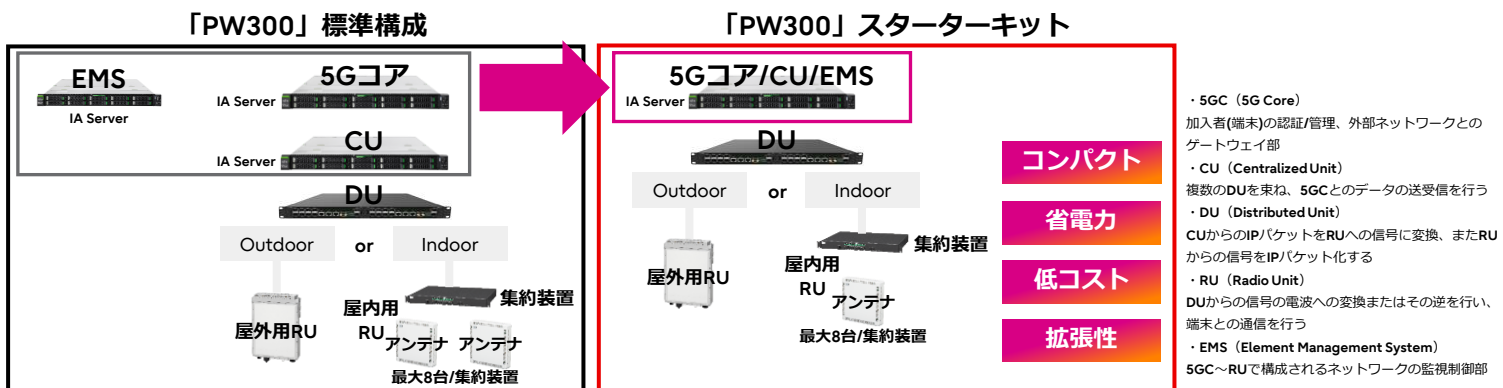 「PW300」標準構成
EMS
IA Server
5Gコア
IA Server
CU
IA Server
DU
Outdoor
or
Indoor
屋外用RU
屋内用
RU
集約装置
アンテナ
アンテナ
最大8台/集約装置
「PW300」スターターキット
5Gコア/CU/EMS
IA Server
DU
Outdoor
or
Indoor
屋外用RU
屋内用
RU
集約装置
アンテナ
最大8台/集約装置
コンパクト
省電力
低コスト
拡張性
・5GC（5G Core）
加入者(端末)の認証/管理、外部ネットワークとの
ゲートウェイ部
・CU（Centralized Unit）
複数のDUを束ね、5GCとのデータの送受信を行う
・DU（Distributed Unit）
CUからのIPパケットをRUへの信号に変換、またRU
からの信号をIPパケット化する
・RU（Radio Unit）
DUからの信号の電波への変換またはその逆を行い、
端末との通信を行う
・EMS（Element Management System）
5GC～RUで構成されるネットワークの監視制御部